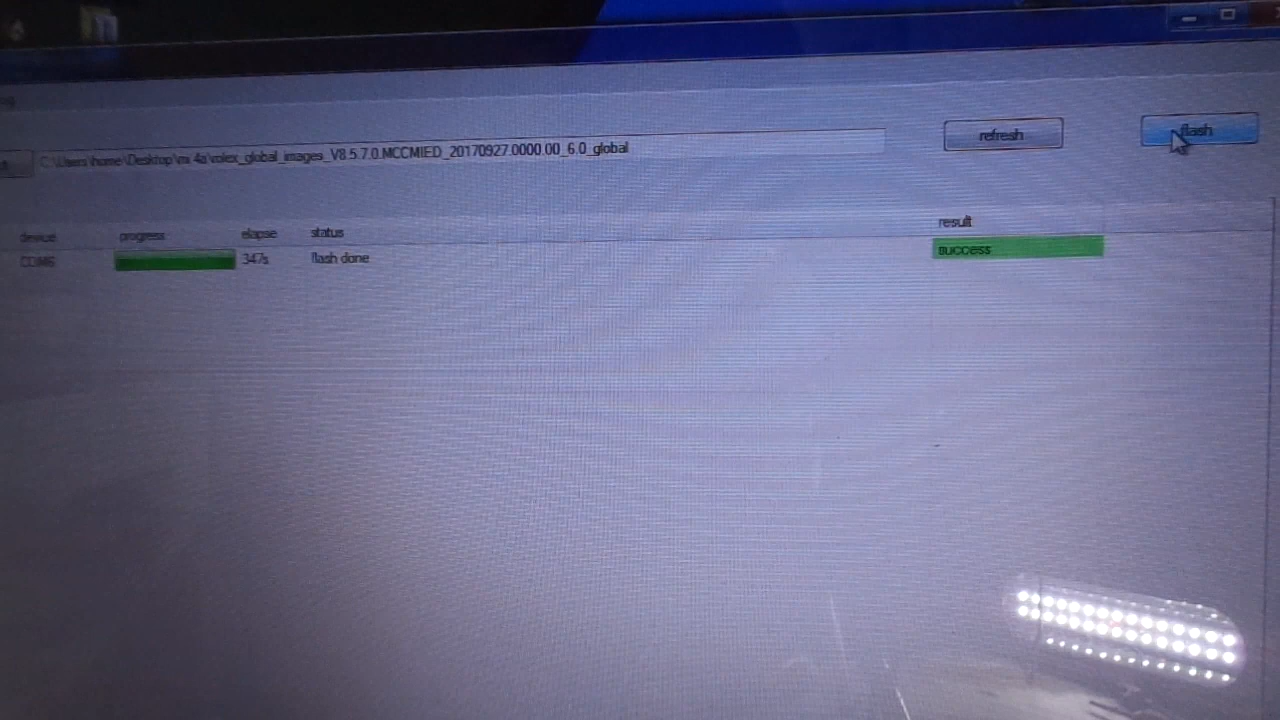 refresh
flash
C:\Users\home\Desktop\mi 4a\rolex_global_images_V8.5.7.0.MCCMIED_20170927.0000.00_6.0_global
device progress elapse status result
COM6 347s flash done success